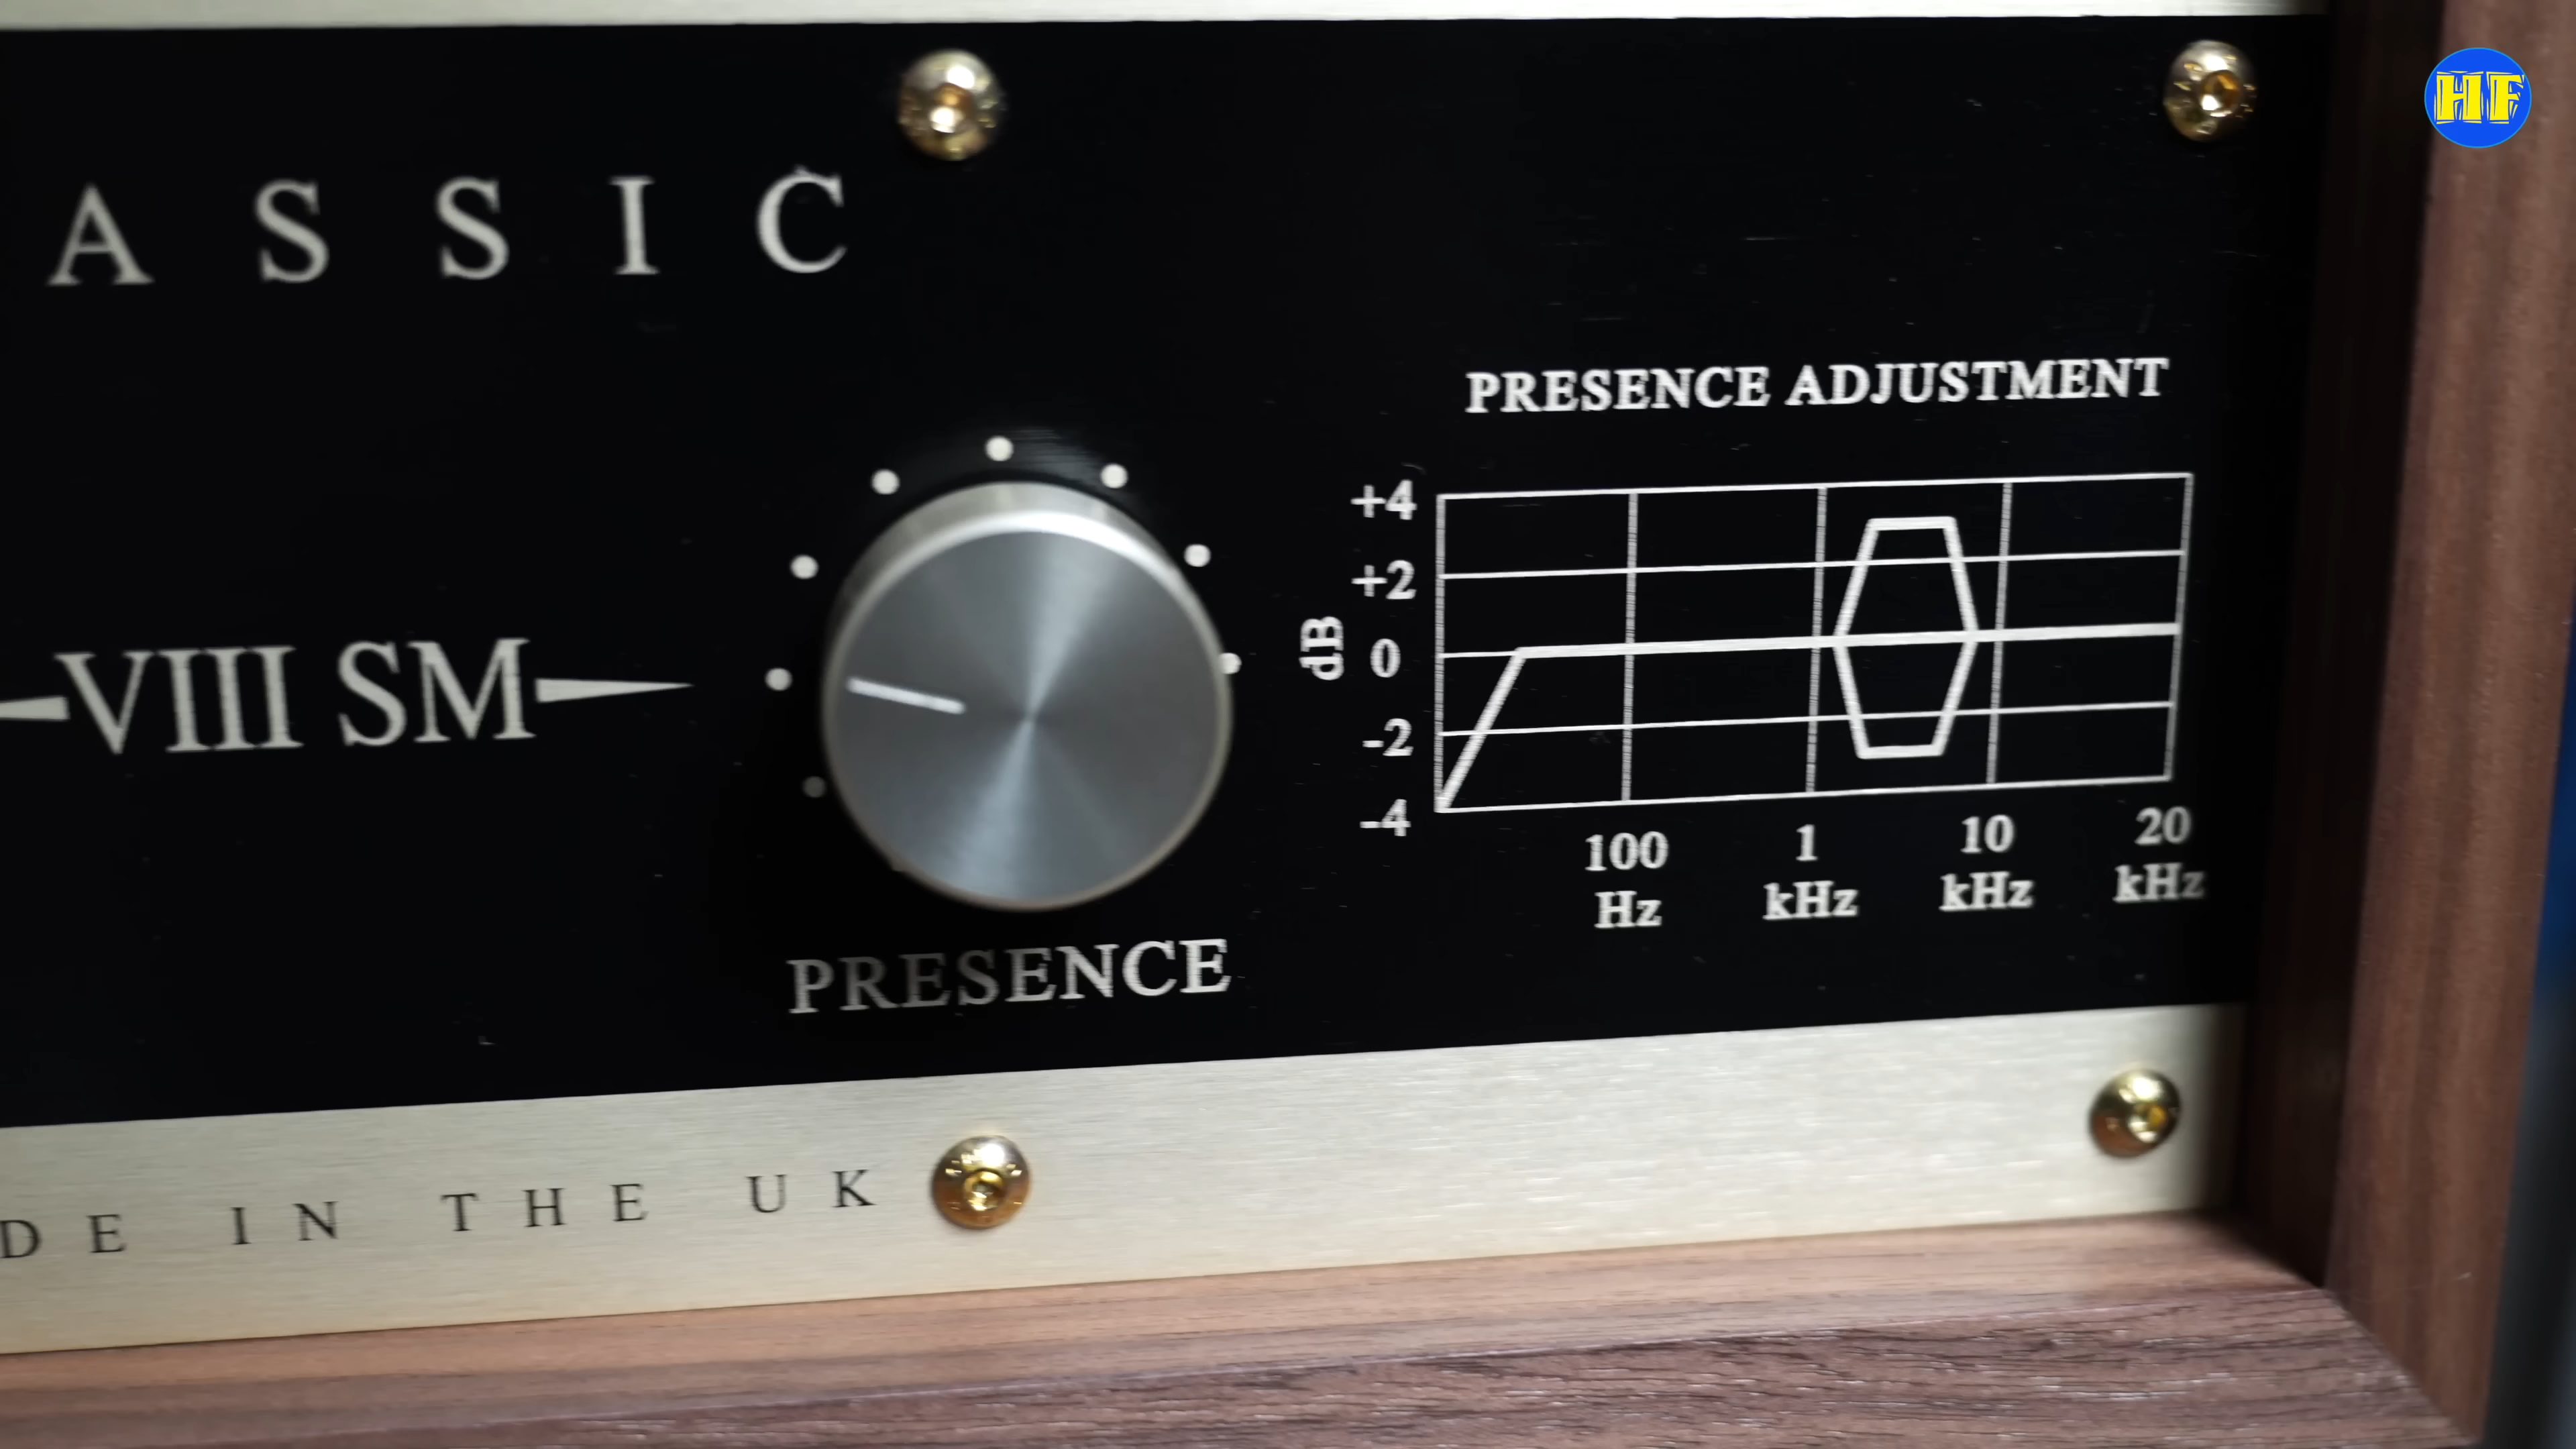 HF
ASSIC
PRESENCE ADJUSTMENT
+4
+2
0
-2
-4
dB
100 Hz
1 kHz
10 kHz
20 kHz
VIII SM
PRESENCE
DE IN THE UK